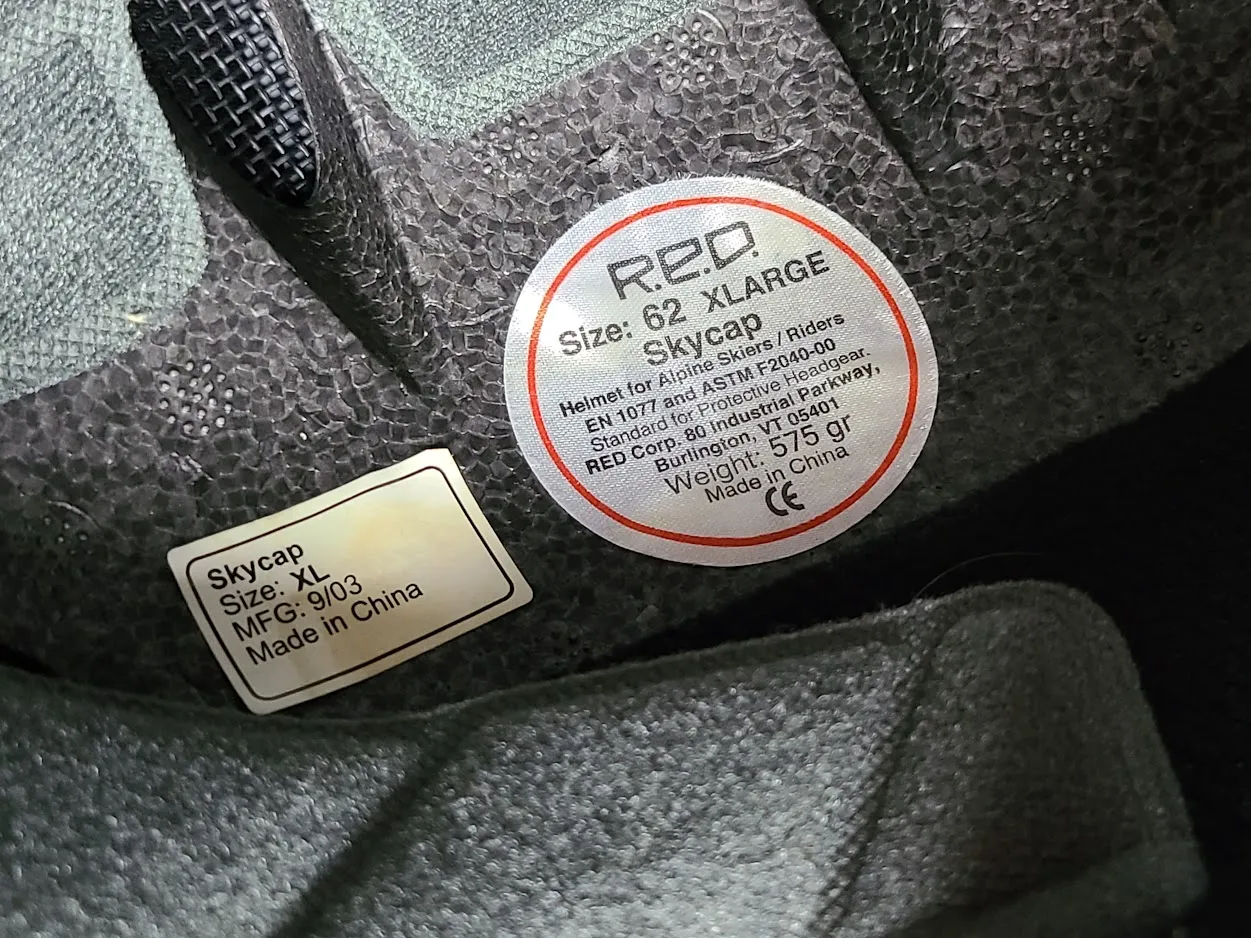 R.E.D.
Size: 62 XLARGE
Skycap
Helmet for Alpine Skiers / Riders
EN 1077 and ASTM F2040-00
Standard for Protective Headgear.
RED Corp. 80 Industrial Parkway,
Burlington, VT 05401
Weight: 575 gr
Made in China
CE
Skycap
Size: XL
MFG: 9/03
Made in China